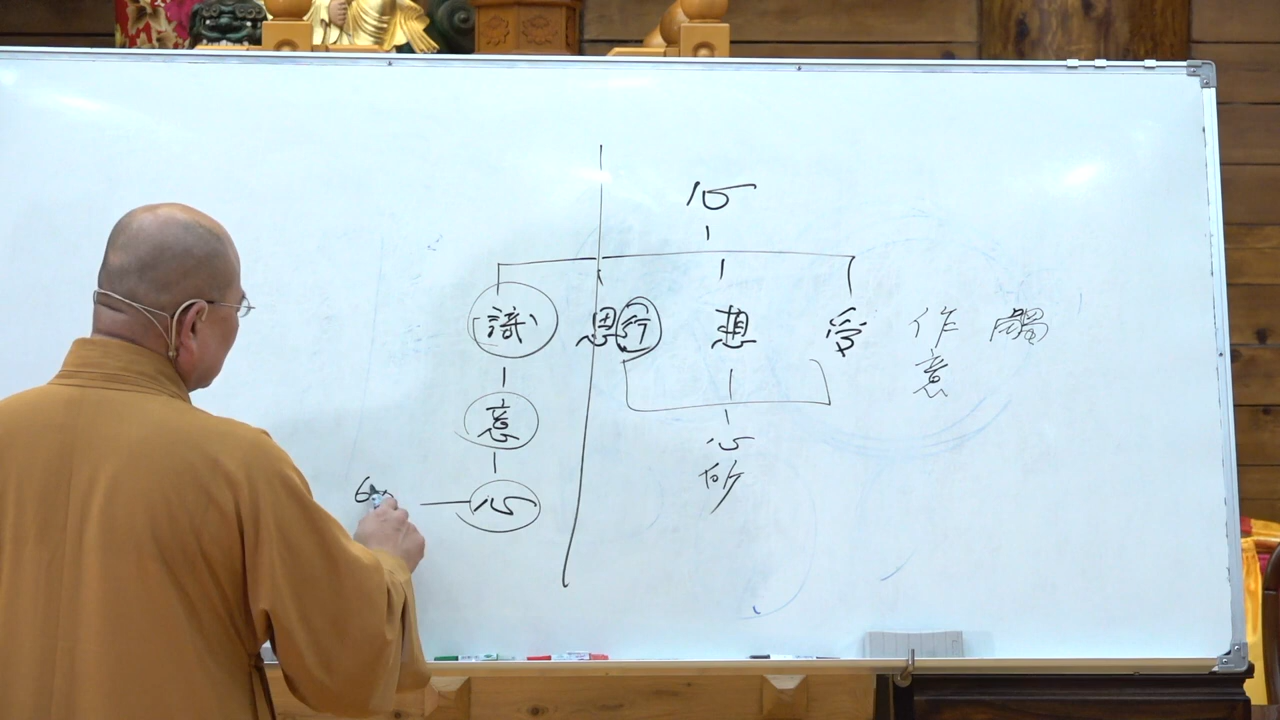 心
識 思 行 想 受 作意 觸
意
心
心所
6